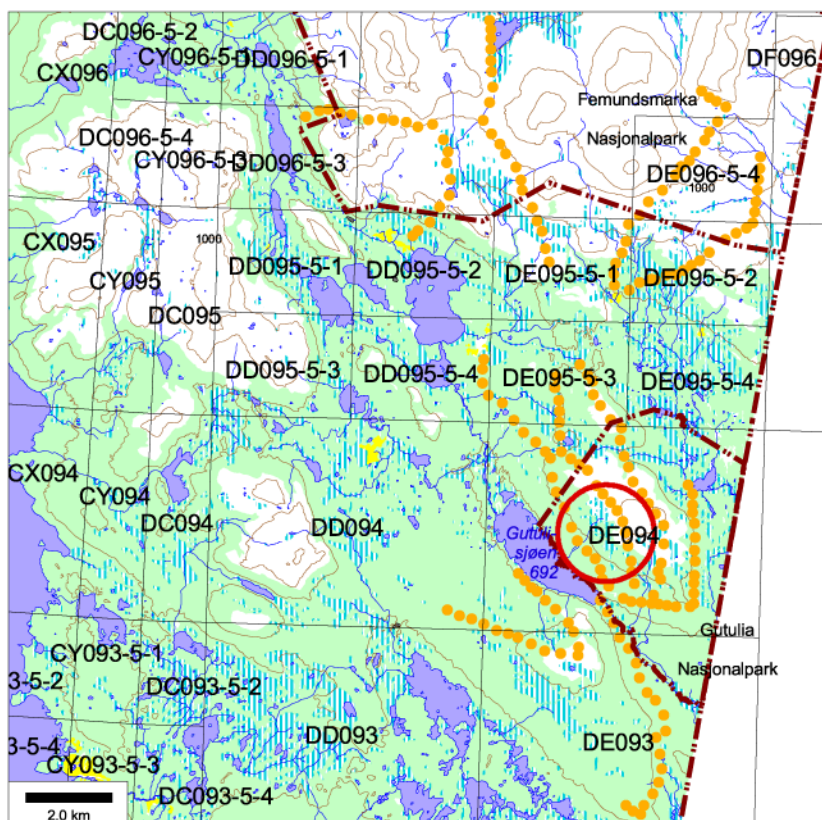 DC096-5-2
CY096-5-1
DD096-5-1
DF096
CX096
Femundsmarka
DC096-5-4
Nasjonalpark
CY096-5-3
DD096-5-3
DE096-5-4
1000
CX095
1000
DD095-5-1
DD095-5-2
DE095-5-1
DE095-5-2
CY095
DC095
DD095-5-3
DD095-5-4
DE095-5-3
DE095-5-4
CX094
CY094
DC094
DD094
Gutuli-
sjøen
692
DE094
Gutulia
Nasjonalpark
CY093-5-1
3-5-2
DC093-5-2
DD093
DE093
3-5-4
CY093-5-3
DC093-5-4
2.0 km